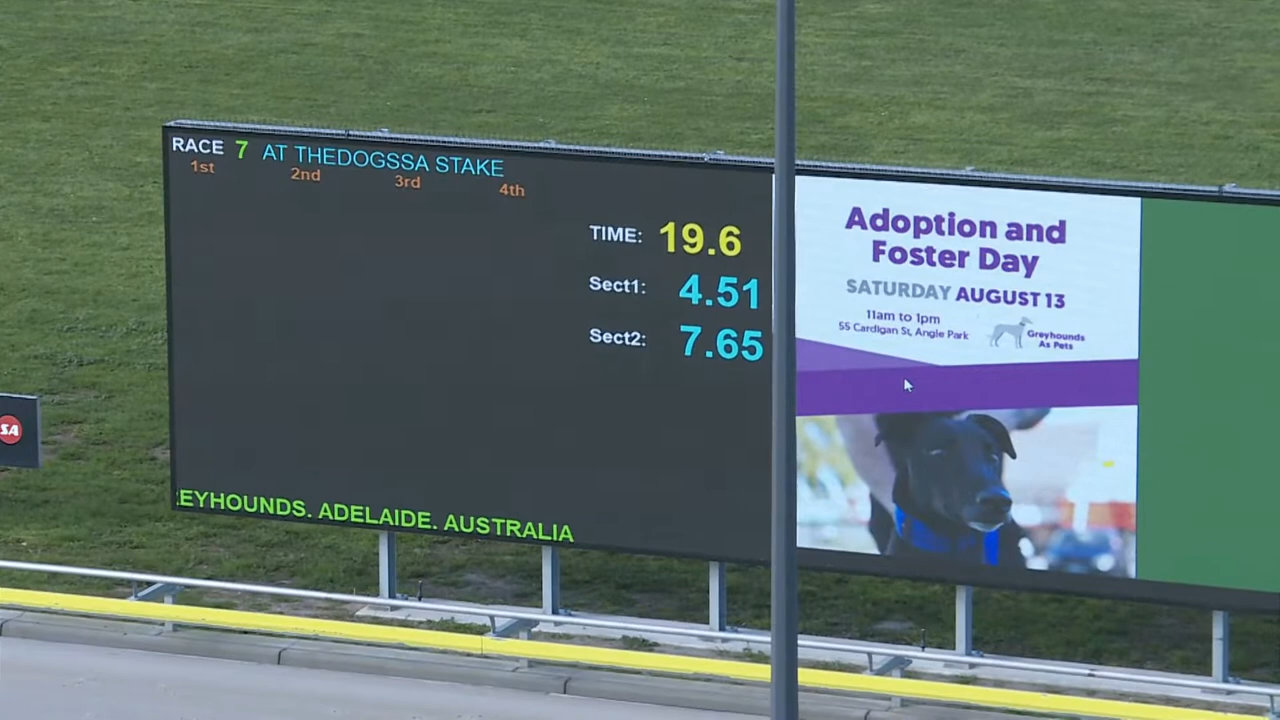 RACE 7 AT THEDOGSSA STAKE
1st 2nd 3rd 4th
TIME: 19.6
Sect1: 4.51
Sect2: 7.65
EYHOUNDS. ADELAIDE. AUSTRALIA
Adoption and
Foster Day
SATURDAY AUGUST 13
11am to 1pm
55 Cardigan St, Angle Park
Greyhounds
As Pets
SA